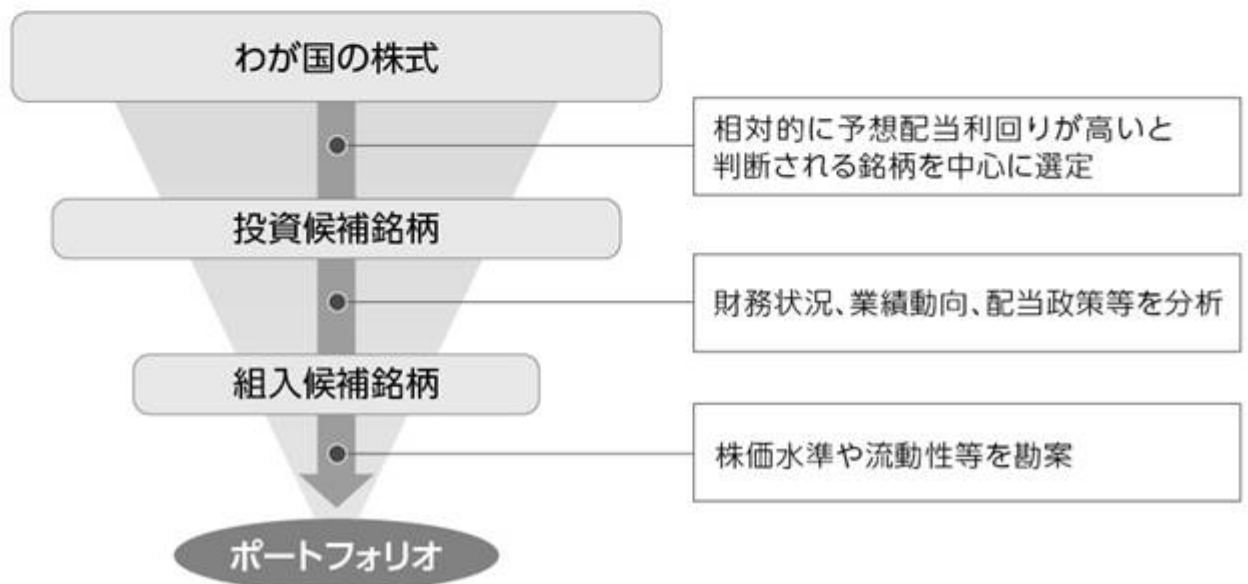 わが国の株式
相対的に予想配当利回りが高いと
判断される銘柄を中心に選定
投資候補銘柄
財務状況、業績動向、配当政策等を分析
組入候補銘柄
株価水準や流動性等を勘案
ポートフォリオ